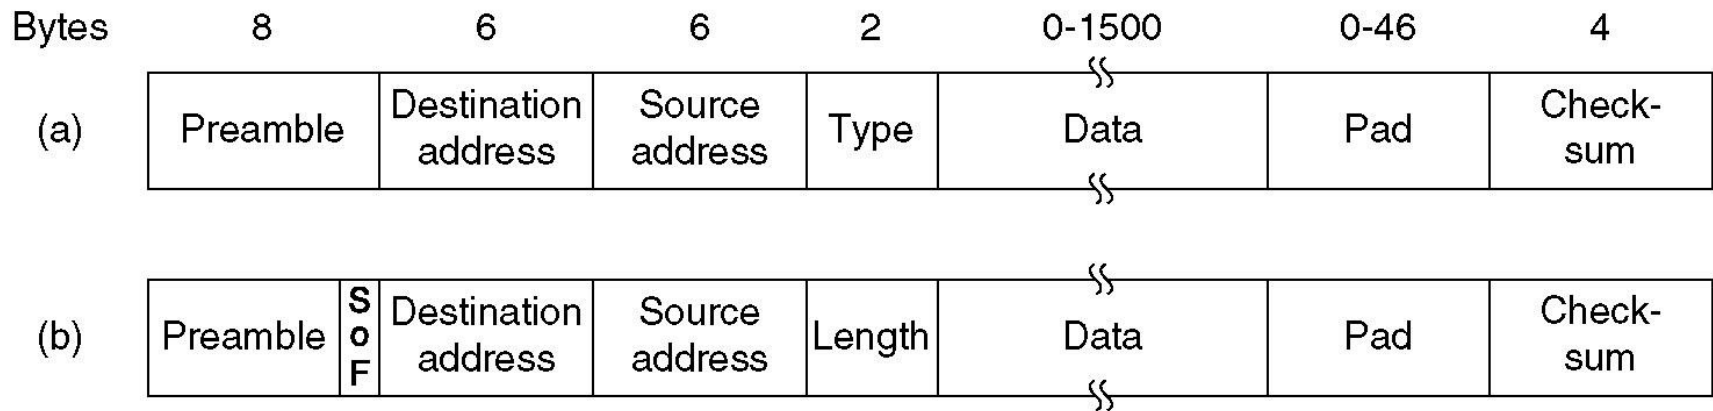 Bytes 8 6 6 2 0-1500 0-46 4
(a) Preamble Destination address Source address Type Data Pad Check-sum
(b) Preamble SoF Destination address Source address Length Data Pad Check-sum